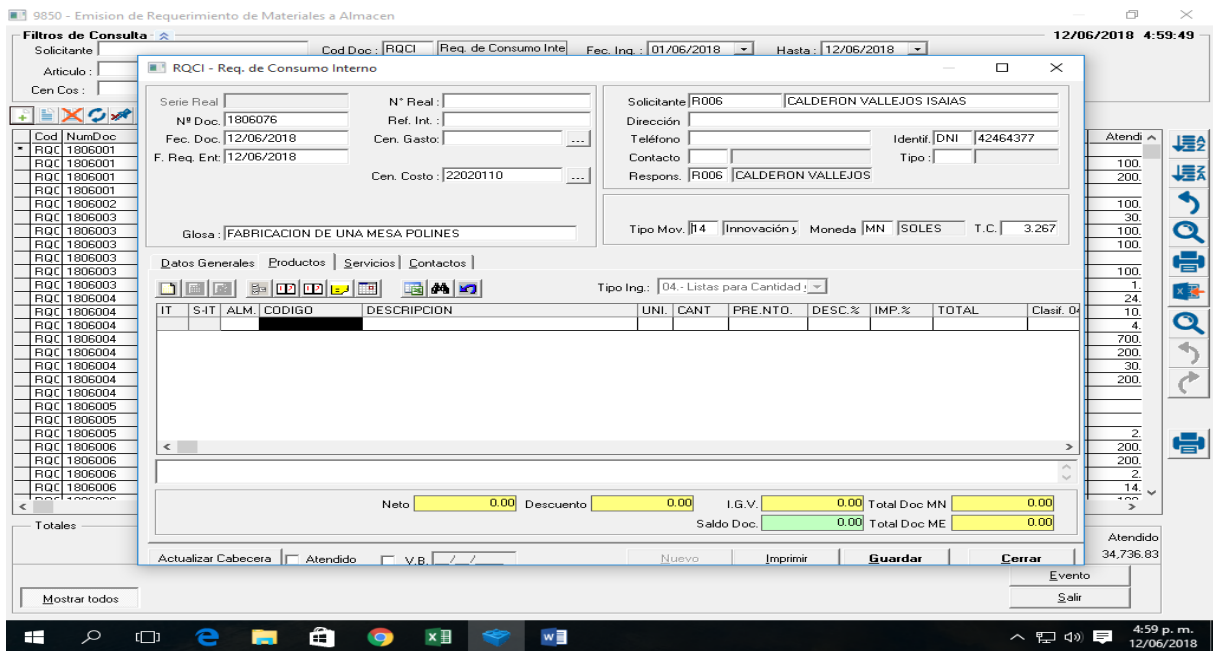 9850 - Emision de Requerimiento de Materiales a Almacen
Filtros de Consulta
12/06/2018 4:59:49
Solicitante
Cod Doc : RQCI Req. de Consumo Inte Fec. Ing. : 01/06/2018 Hasta : 12/06/2018
Articulo :
Cen Cos :
RQCI - Req. de Consumo Interno
Serie Real N° Real :
Nº Doc. 1806076 Ref. Int. :
Fec. Doc. 12/06/2018 Cen. Gasto: ...
F. Req. Ent: 12/06/2018
Cen. Costo : 22020110 ...
Glosa : FABRICACION DE UNA MESA POLINES
Solicitante R006 CALDERON VALLEJOS ISAIAS
Dirección
Teléfono Identif. DNI 42464377
Contacto Tipo :
Respons. R006 CALDERON VALLEJOS
Tipo Mov. 14 Innovación y Moneda MN SOLES T.C. 3.267
Datos Generales Productos Servicios Contactos
Tipo Ing.: 04.- Listas para Cantidad
IT S-IT ALM. CODIGO DESCRIPCION UNI. CANT PRE.NTO. DESC.% IMP.% TOTAL Clasif. 04
Neto 0.00 Descuento 0.00 I.G.V. 0.00 Total Doc MN 0.00
Saldo Doc. 0.00 Total Doc ME 0.00
Actualizar Cabecera Atendido V.B. __/__/__ Nuevo Imprimir Guardar Cerrar
Cod NumDoc Atendi
* RQC 1806001
RQC 1806001 100.
RQC 1806001 200.
RQC 1806001
RQC 1806002 100.
RQC 1806003 30.
RQC 1806003 100.
RQC 1806003 100.
RQC 1806003
RQC 1806003 100.
RQC 1806003 1.
RQC 1806004 24.
RQC 1806004 10.
RQC 1806004 4.
RQC 1806004 700.
RQC 1806004 200.
RQC 1806004 30.
RQC 1806004 200.
RQC 1806004
RQC 1806005
RQC 1806005
RQC 1806005 2.
RQC 1806006 200.
RQC 1806006 200.
RQC 1806006 2.
RQC 1806006 14.
Totales
Atendido
34,736.83
Evento
Mostrar todos
Salir
4:59 p. m.
12/06/2018